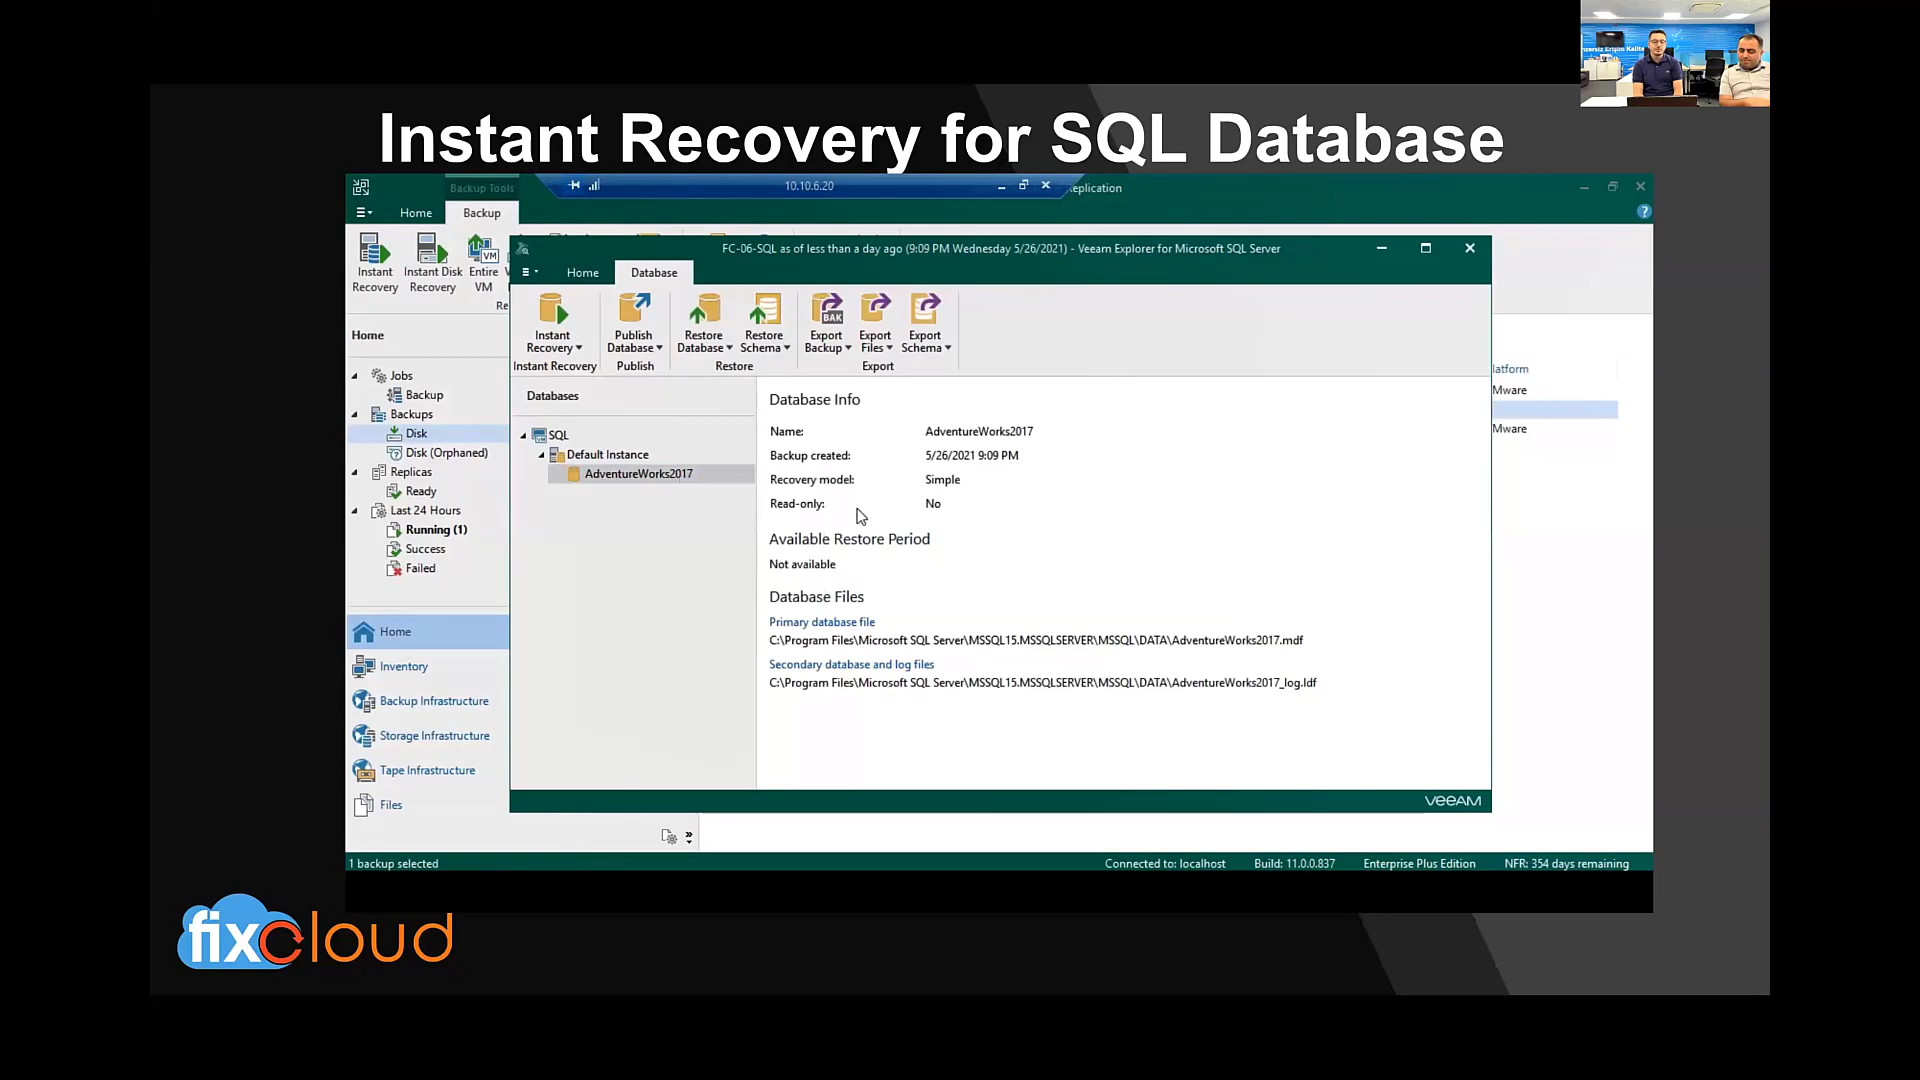 Instant Recovery for SQL Database
Backup Tools
10.10.6.20
eplication
Home
Backup
FC-06-SQL as of less than a day ago (9:09 PM Wednesday 5/26/2021) - Veeam Explorer for Microsoft SQL Server
Home
Database
Instant Recovery
Instant Disk Recovery
Entire VM
Re
Instant Recovery
Publish Database
Restore Database
Restore Schema
BAK
Export Backup
Export Files
Export Schema
Instant Recovery
Publish
Restore
Export
Home
Jobs
Backup
Backups
Disk
Disk (Orphaned)
Replicas
Ready
Last 24 Hours
Running (1)
Success
Failed
Home
Inventory
Backup Infrastructure
Storage Infrastructure
Tape Infrastructure
Files
Databases
SQL
Default Instance
AdventureWorks2017
Database Info
Name: AdventureWorks2017
Backup created: 5/26/2021 9:09 PM
Recovery model: Simple
Read-only: No
Available Restore Period
Not available
Database Files
Primary database file
C:\Program Files\Microsoft SQL Server\MSSQL15.MSSQLSERVER\MSSQL\DATA\AdventureWorks2017.mdf
Secondary database and log files
C:\Program Files\Microsoft SQL Server\MSSQL15.MSSQLSERVER\MSSQL\DATA\AdventureWorks2017_log.ldf
latform
Mware
Mware
veeam
1 backup selected
Connected to: localhost
Build: 11.0.0.837
Enterprise Plus Edition
NFR: 354 days remaining
fixcloud